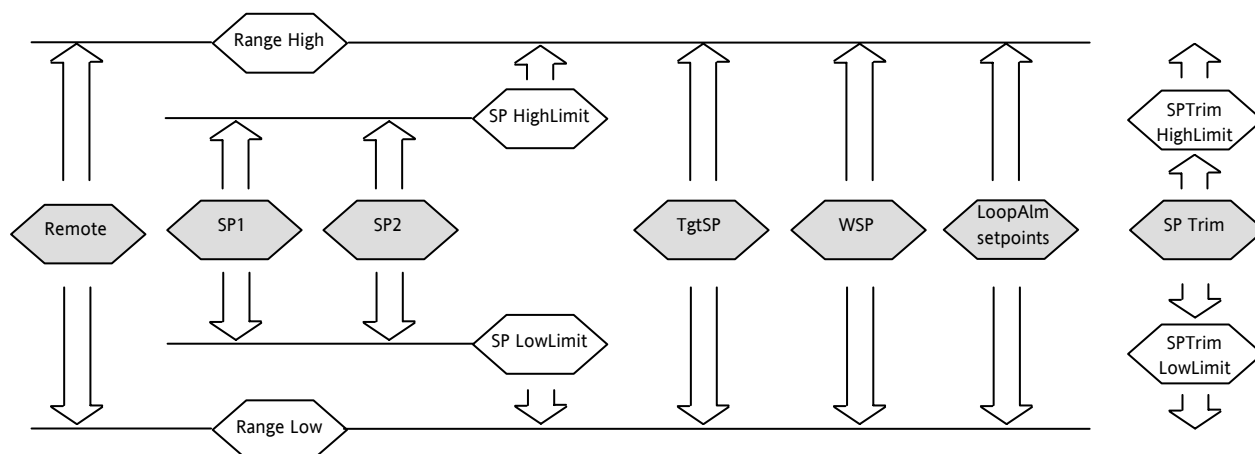 Range High
SP HighLimit
SPTrim
HighLimit
Remote
SP1
SP2
TgtSP
WSP
LoopAlm
setpoints
SP Trim
SP LowLimit
SPTrim
LowLimit
Range Low